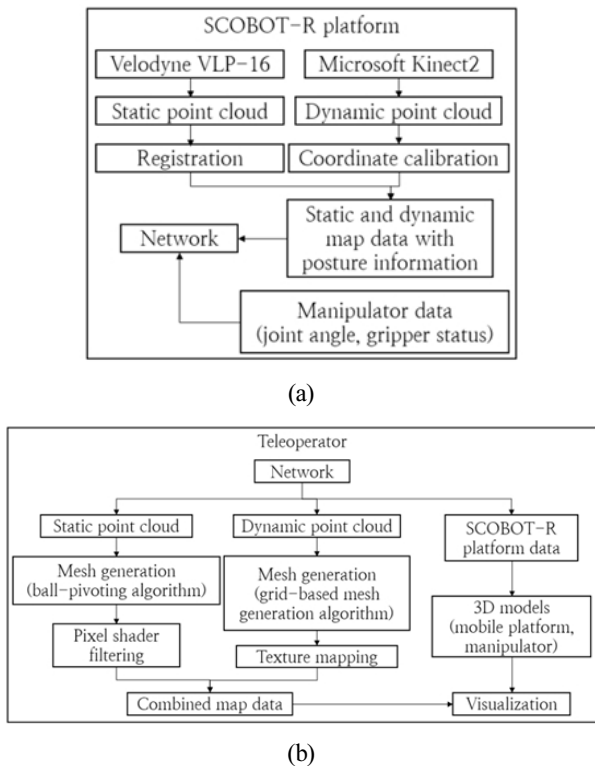 SCOBOT-R platform
Velodyne VLP-16
Microsoft Kinect2
Static point cloud
Dynamic point cloud
Registration
Coordinate calibration
Network
Static and dynamic
map data with
posture information
Manipulator data
(joint angle, gripper status)
(a)
Teleoperator
Network
Static point cloud
Dynamic point cloud
SCOBOT-R
platform data
Mesh generation
(ball-pivoting algorithm)
Mesh generation
(grid-based mesh
generation algorithm)
3D models
(mobile platform,
manipulator)
Pixel shader
filtering
Texture mapping
Combined map data
Visualization
(b)